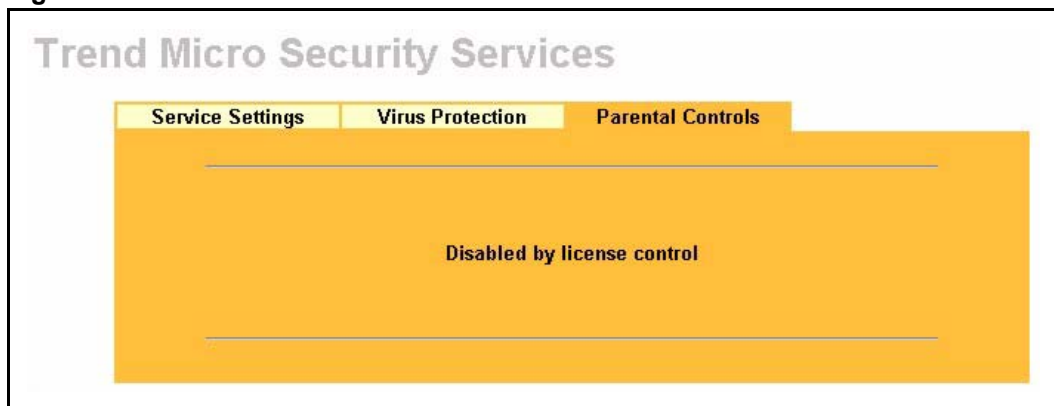 Trend Micro Security Services
Service Settings Virus Protection Parental Controls
Disabled by license control